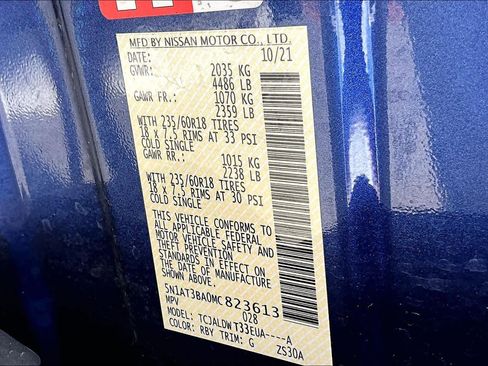 MFD BY NISSAN MOTOR CO., LTD.
DATE: 10/21
GVWR: 2035 KG
4486 LB
GAWR FR.: 1070 KG
2359 LB
WITH 235/60R18 TIRES
18 x 7.5 RIMS AT 33 PSI
COLD SINGLE
GAWR RR.: 1015 KG
2238 LB
WITH 235/60R18 TIRES
18 x 7.5 RIMS AT 30 PSI
COLD SINGLE
THIS VEHICLE CONFORMS TO
ALL APPLICABLE FEDERAL
MOTOR VEHICLE SAFETY AND
THEFT PREVENTION
STANDARDS IN EFFECT ON
THE DATE OF MANUFACTURE
SHOWN ABOVE.
5N1AT3BA0MC 823613
MPV 028
MODEL: TCJALDWT33EUA----A
COLOR: RBY TRIM: G ZS30A